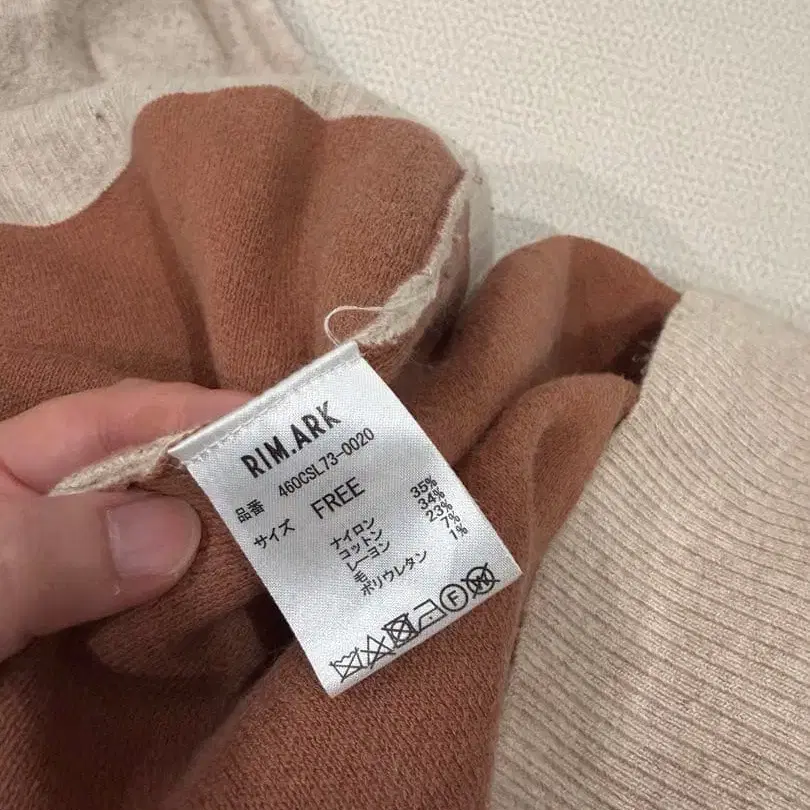 RIM.ARK
品番 460CSL73-0020
サイズ FREE
ナイロン 35%
コットン 34%
レーヨン 23%
毛 7%
ポリウレタン 1%
F
W